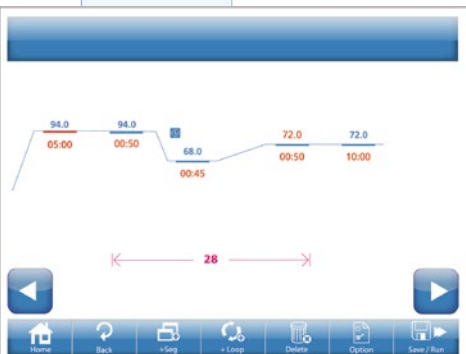 94.0 94.0 72.0 72.0
05:00 00:50 68.0 00:50 10:00
00:45
28
Home Back +Seg + Loop Delete Option Save / Run